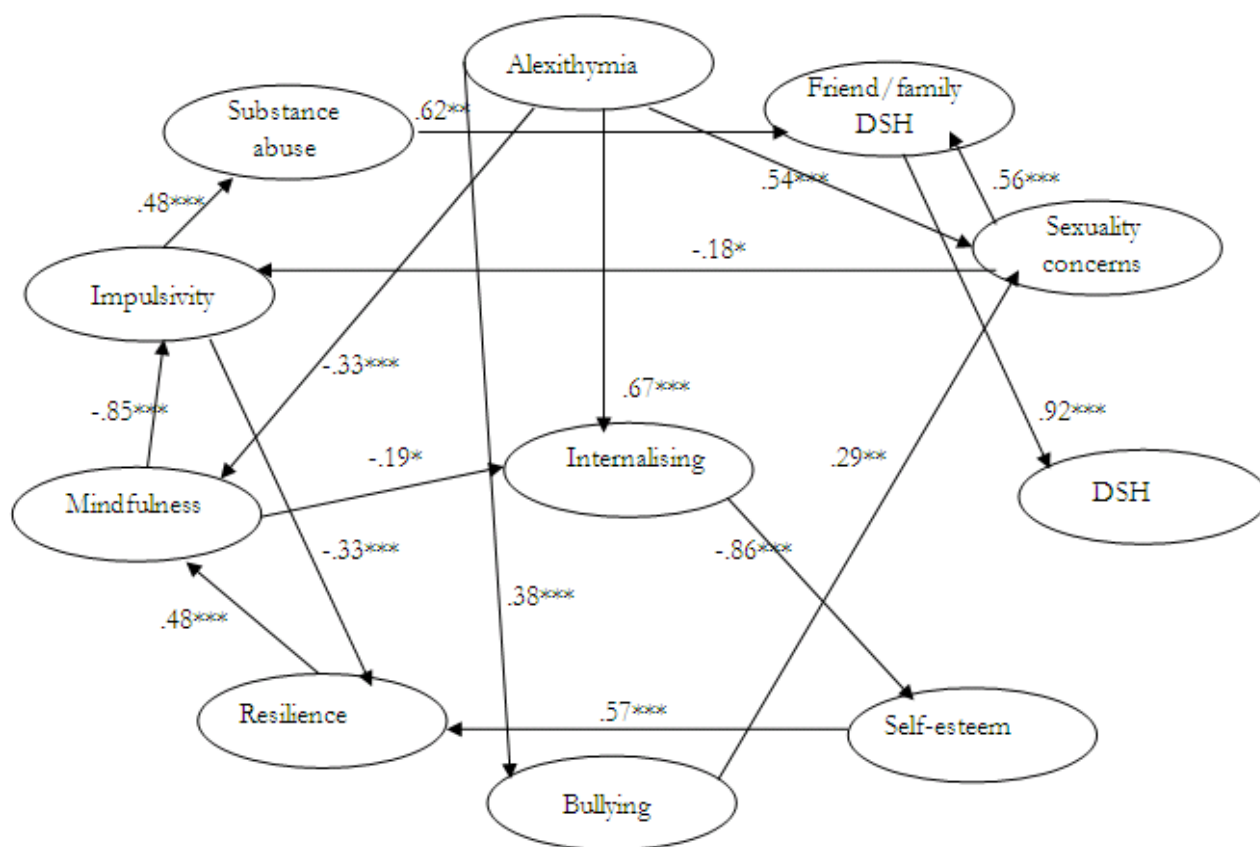 Alexithymia
Friend/family
DSH
Substance
abuse
.62**
.54***
.56***
.48***
Sexuality
concerns
-.18*
Impulsivity
-.33***
.67***
-.85***
.92***
-.19*
Internalising
.29**
Mindfulness
DSH
-.33***
-.86***
.38***
.48***
Resilience
.57***
Self-esteem
Bullying